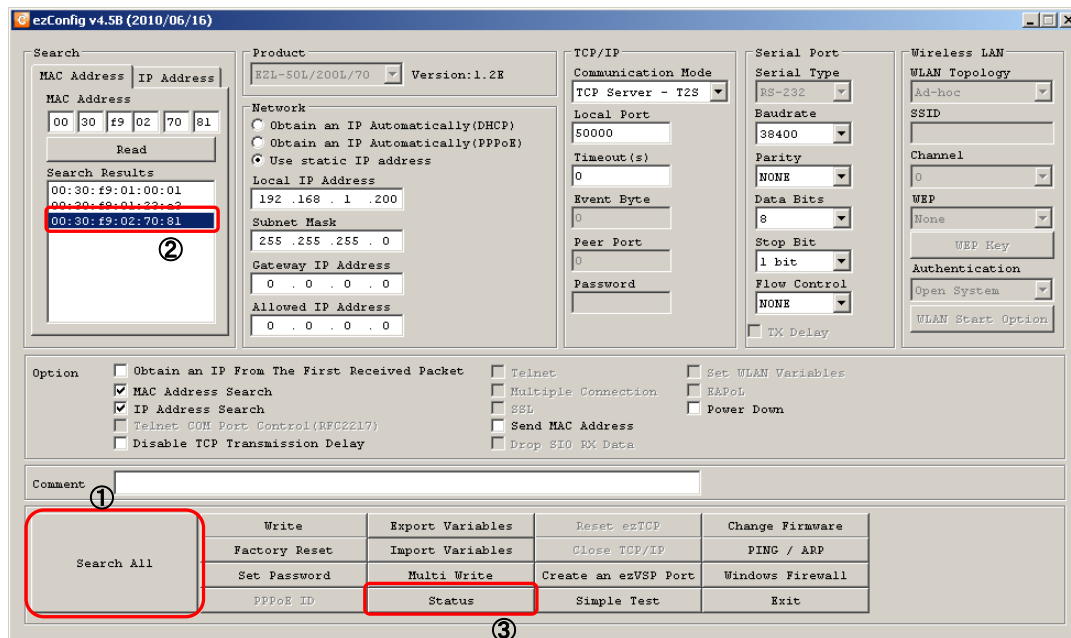 ezConfig v4.5B (2010/06/16)
Search
MAC Address
IP Address
MAC Address
00 30 f9 02 70 81
Read
Search Results
00:30:f9:01:00:01
00:30:f9:02:70:81
②
Product
EZL-50L/200L/70
Version:1.2E
Network
Obtain an IP Automatically(DHCP)
Obtain an IP Automatically(PPPoE)
Use static IP address
Local IP Address
192 .168 . 1 .200
Subnet Mask
255 .255 .255 . 0
Gateway IP Address
0 . 0 . 0 . 0
Allowed IP Address
0 . 0 . 0 . 0
TCP/IP
Communication Mode
TCP Server - T2S
Local Port
50000
Timeout(s)
0
Event Byte
0
Peer Port
0
Password
Serial Port
Serial Type
RS-232
Baudrate
38400
Parity
NONE
Data Bits
8
Stop Bit
1 bit
Flow Control
NONE
TX Delay
Wireless LAN
WLAN Topology
Ad-hoc
SSID
Channel
0
WEP
None
WEP Key
Authentication
Open System
WLAN Start Option
Option
Obtain an IP From The First Received Packet
MAC Address Search
IP Address Search
Telnet COM Port Control(RFC2217)
Disable TCP Transmission Delay
Telnet
Multiple Connection
SSL
Send MAC Address
Drop SIO RX Data
Set WLAN Variables
EAPoL
Power Down
Comment
①
Search All
Write
Export Variables
Reset ezTCP
Change Firmware
Factory Reset
Import Variables
Close TCP/IP
PING / ARP
Set Password
Multi Write
Create an ezVSP Port
Windows Firewall
PPPoE ID
Status
Simple Test
Exit
③